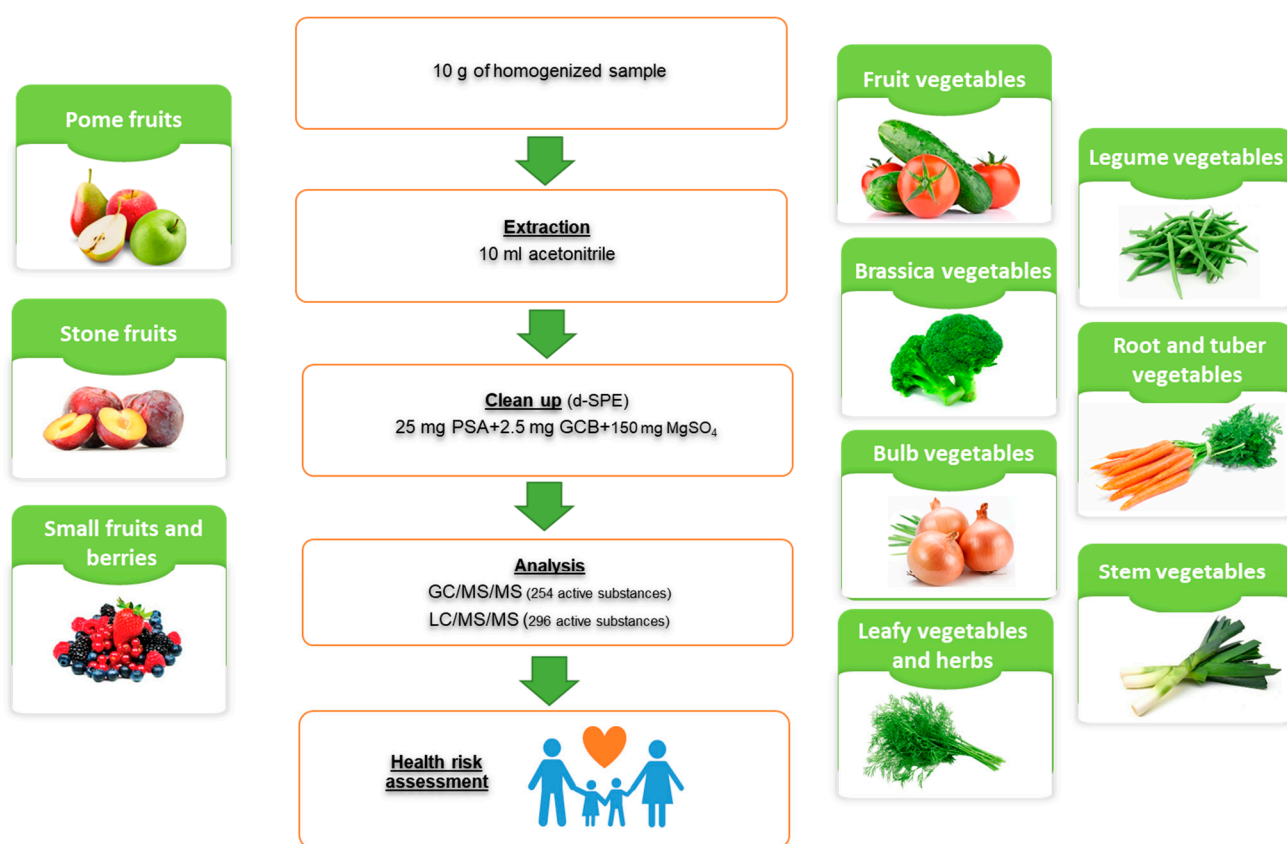 Pome fruits
Stone fruits
Small fruits and
berries
10 g of homogenized sample
Extraction
10 ml acetonitrile
Clean up (d-SPE)
25 mg PSA+2.5 mg GCB+150 mg MgSO₄
Analysis
GC/MS/MS (254 active substances)
LC/MS/MS (296 active substances)
Health risk
assessment
Fruit vegetables
Brassica vegetables
Bulb vegetables
Leafy vegetables
and herbs
Legume vegetables
Root and tuber
vegetables
Stem vegetables